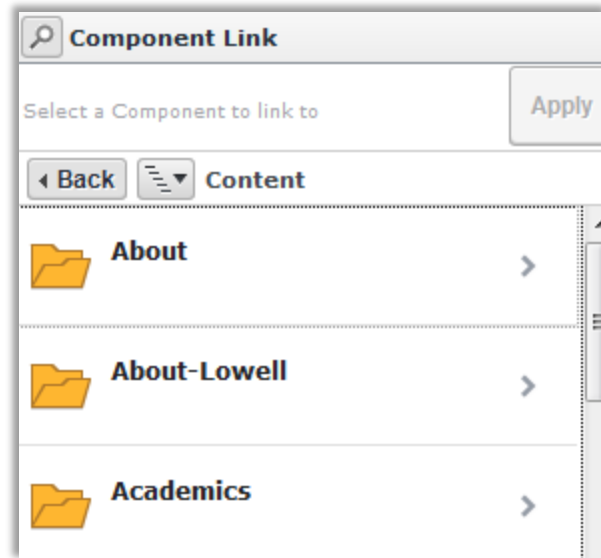 Component Link
Select a Component to link to
Apply
Back
Content
About
About-Lowell
Academics